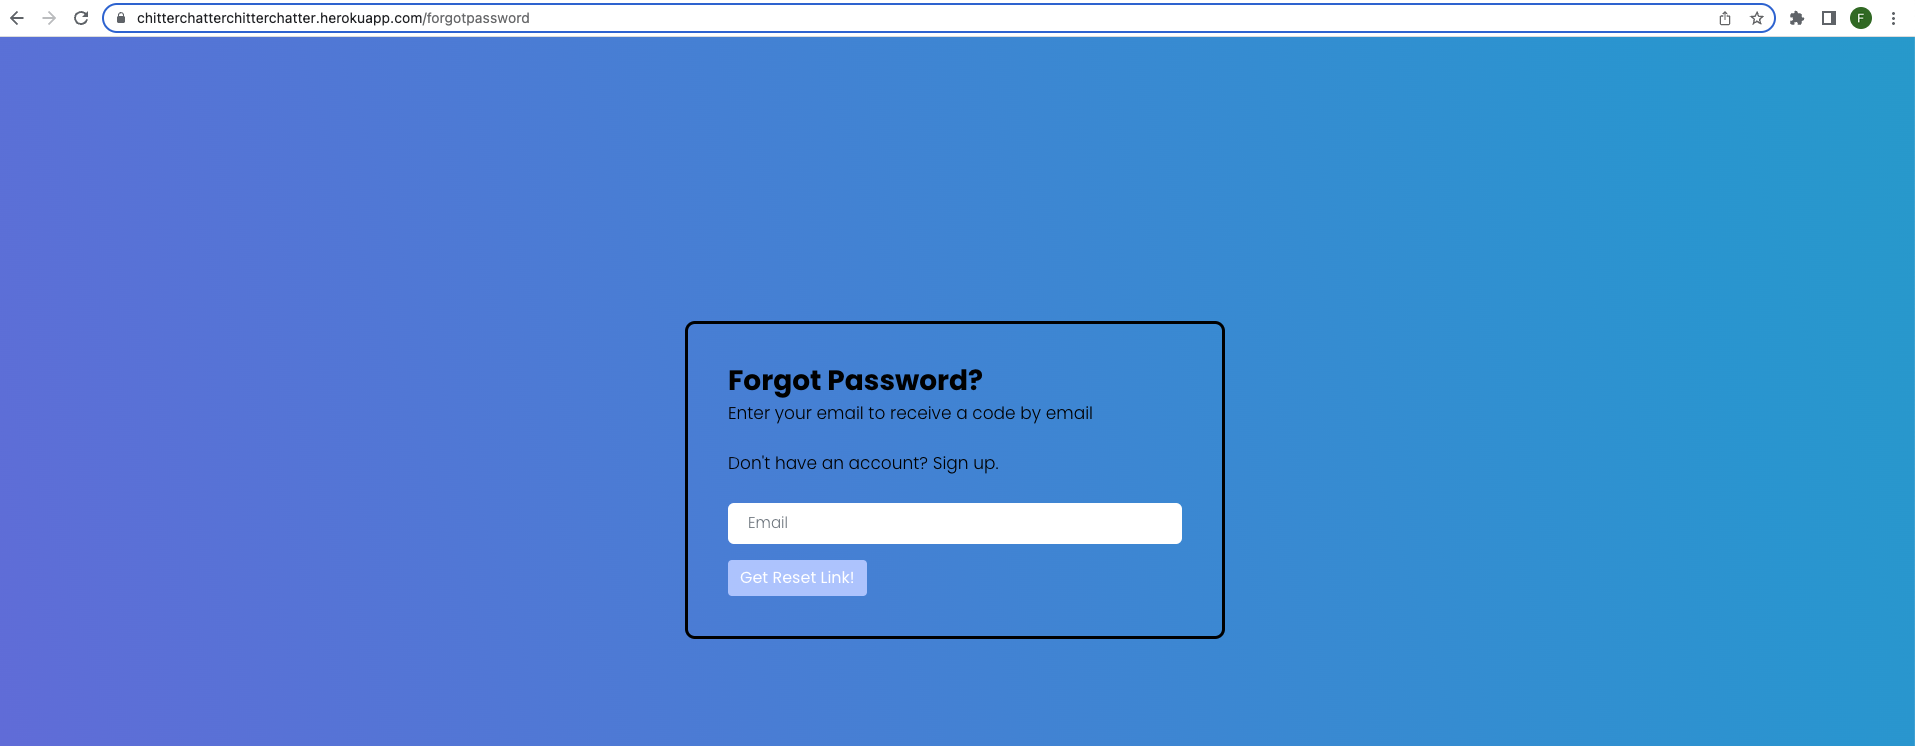 chitterchatterchitterchatter.herokuapp.com/forgotpassword
F
Forgot Password?
Enter your email to receive a code by email
Don't have an account? Sign up.
Email
Get Reset Link!